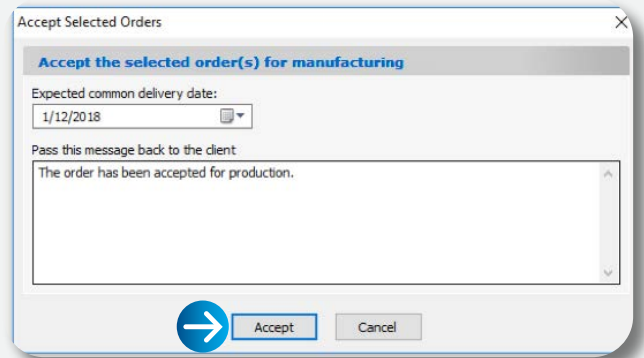 Accept Selected Orders
Accept the selected order(s) for manufacturing
Expected common delivery date:
1/12/2018
Pass this message back to the client
The order has been accepted for production.
Accept Cancel